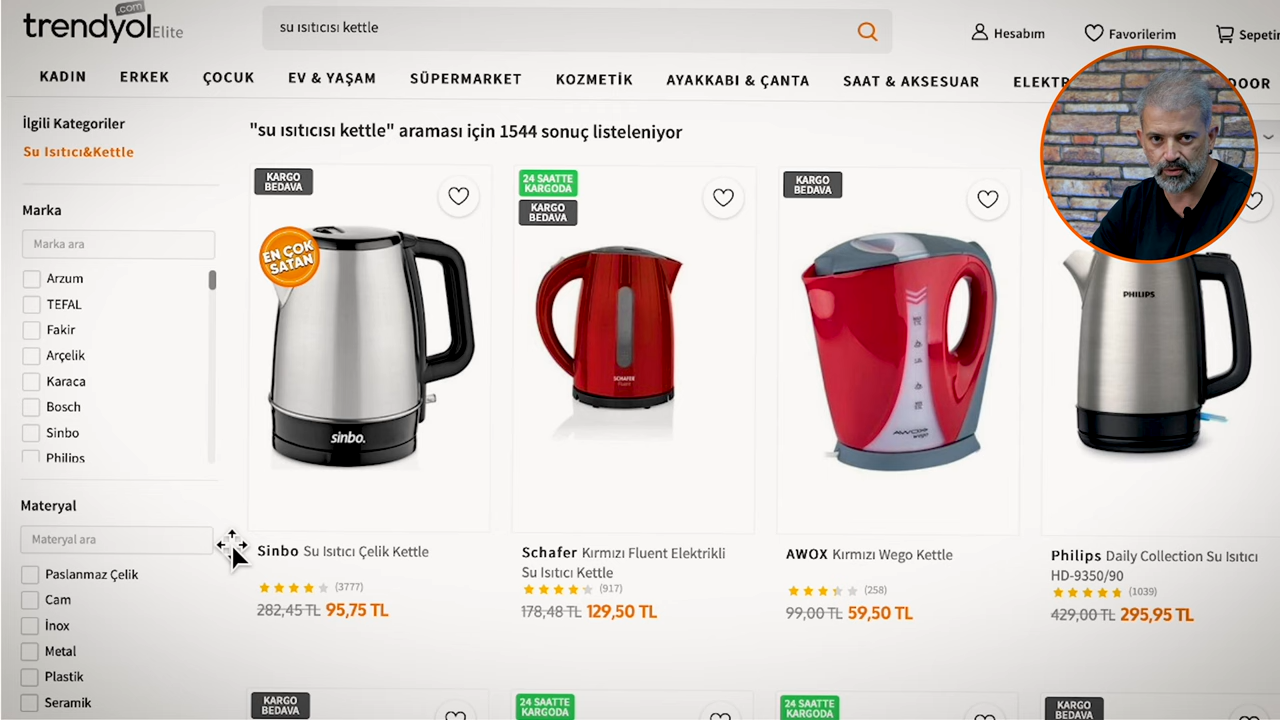 trendyol.com Elite
su ısıtıcısı kettle
Hesabım
Favorilerim
KADIN
ERKEK
ÇOCUK
EV & YAŞAM
SÜPERMARKET
KOZMETİK
AYAKKABI & ÇANTA
SAAT & AKSESUAR
ELEKTR
DOOR
İlgili Kategoriler
Su Isıtıcı&Kettle
"su ısıtıcısı kettle" araması için 1544 sonuç listeleniyor
Marka
Marka ara
Arzum
TEFAL
Fakir
Arçelik
Karaca
Bosch
Sinbo
Philips
Materyal
Materyal ara
Paslanmaz Çelik
Cam
İnox
Metal
Plastik
Seramik
KARGO
BEDAVA
EN ÇOK
SATAN
sinbo.
Sinbo Su Isıtıcı Çelik Kettle
(3777)
282,45 TL 95,75 TL
24 SAATTE
KARGODA
KARGO
BEDAVA
SCHAFER
Fluent
Schafer Kırmızı Fluent Elektrikli
Su Isıtıcı Kettle
(917)
178,48 TL 129,50 TL
KARGO
BEDAVA
AWOX
wego
AWOX Kırmızı Wego Kettle
(258)
99,00 TL 59,50 TL
PHILIPS
Philips Daily Collection Su Isıtıcı
HD-9350/90
(1039)
429,00 TL 295,95 TL
KARGO
BEDAVA
24 SAATTE
KARGODA
24 SAATTE
KARGODA
KARGO
BEDAVA